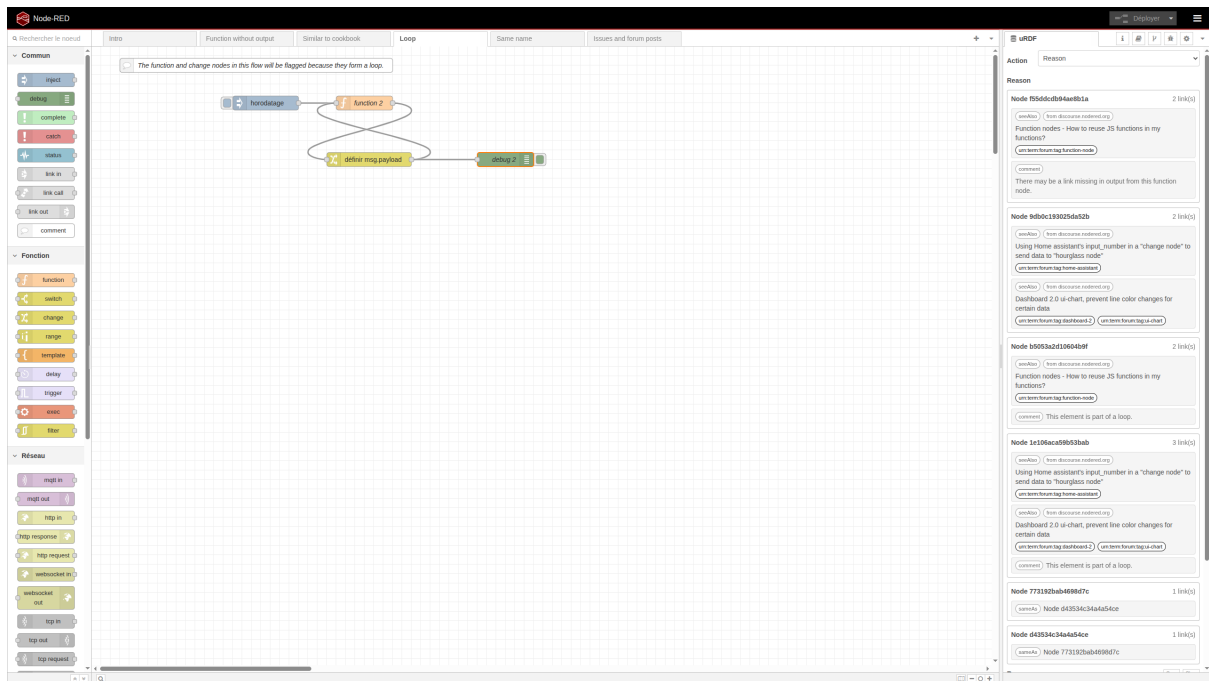 Node-RED
Déployer
Rechercher le noeud
Intro
Function without output
Similar to cookbook
Loop
Same name
Issues and forum posts
uRDF
Commun
inject
debug
complete
catch
status
link in
link call
link out
comment
Fonction
function
switch
change
range
template
delay
trigger
exec
filter
Réseau
mqtt in
mqtt out
http in
http response
http request
websocket in
websocket
out
tcp in
tcp out
tcp request
The function and change nodes in this flow will be flagged because they form a loop.
horodatage
function 2
définir msg.payload
debug 2
Action
Reason
Reason
Node f55ddcdb94ae8b1a
2 link(s)
seeAlso from discourse.nodered.org
Function nodes - How to reuse JS functions in my
functions?
urn:term:forum:tag:function-node
comment
There may be a link missing in output from this function
node.
Node 9db0c193025da52b
2 link(s)
seeAlso from discourse.nodered.org
Using Home assistant's input_number in a "change node" to
send data to "hourglass node"
urn:term:forum:tag:home-assistant
seeAlso from discourse.nodered.org
Dashboard 2.0 ui-chart, prevent line color changes for
certain data
urn:term:forum:tag:dashboard-2 urn:term:forum:tag:ui-chart
Node b5053a2d10604b9f
2 link(s)
seeAlso from discourse.nodered.org
Function nodes - How to reuse JS functions in my
functions?
urn:term:forum:tag:function-node
comment This element is part of a loop.
Node 1e106aca59b53bab
3 link(s)
seeAlso from discourse.nodered.org
Using Home assistant's input_number in a "change node" to
send data to "hourglass node"
urn:term:forum:tag:home-assistant
seeAlso from discourse.nodered.org
Dashboard 2.0 ui-chart, prevent line color changes for
certain data
urn:term:forum:tag:dashboard-2 urn:term:forum:tag:ui-chart
comment This element is part of a loop.
Node 773192bab4698d7c
1 link(s)
sameAs Node d43534c34a4a54ce
Node d43534c34a4a54ce
1 link(s)
sameAs Node 773192bab4698d7c